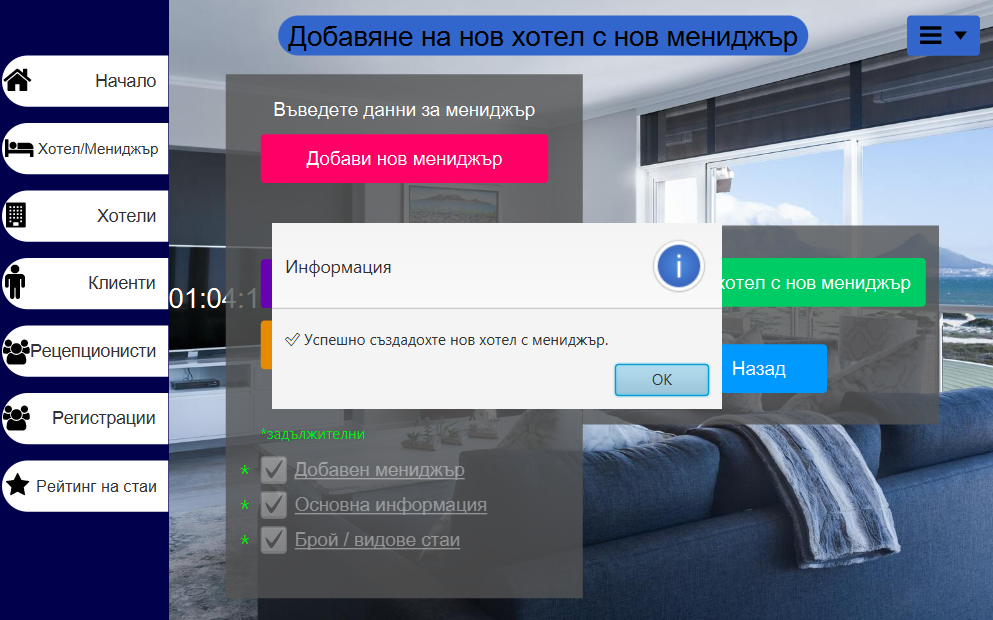 Добавяне на нов хотел с нов мениджър
Начало
Хотел/Мениджър
Хотели
Клиенти
Рецепционисти
Регистрации
Рейтинг на стаи
Въведете данни за мениджър
Добави нов мениджър
01:04:1
Информация
Успешно създадохте нов хотел с мениджър.
OK
хотел с нов мениджър
Назад
*задължителни
* Добавен мениджър
* Основна информация
* Брой / видове стаи